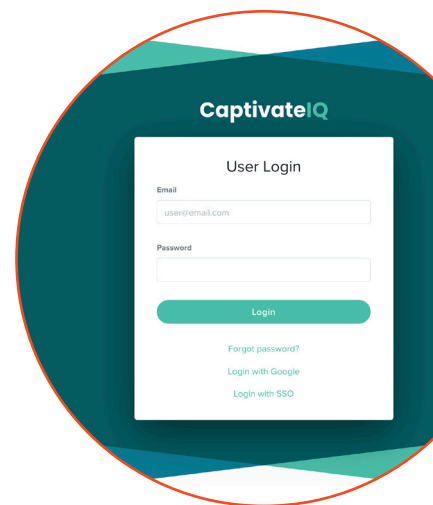 CaptivateIQ
User Login
Email
user@email.com
Password
Login
Forgot password?
Login with Google
Login with SSO